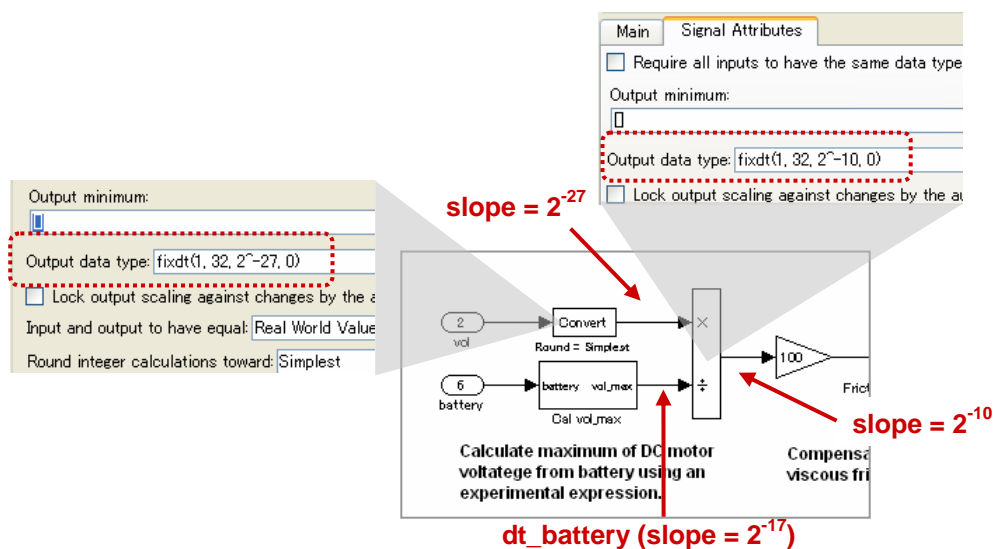 Main Signal Attributes
Require all inputs to have the same data type
Output minimum:
[]
Output data type: fixdt(1, 32, 2^-10, 0)
Lock output scaling against changes by the au
Output minimum:
[]
Output data type: fixdt(1, 32, 2^-27, 0)
Lock output scaling against changes by the a
Input and output to have equal: Real World Value
Round integer calculations toward: Simplest
slope = 2^-27
2
vol
Convert
Round = Simplest
×
÷
6
battery
battery vol_max
Cal vol_max
100
Frict
slope = 2^-10
Calculate maximum of DC motor
voltatege from battery using an
experimental expression.
Compensa
viscous fri
dt_battery (slope = 2^-17)